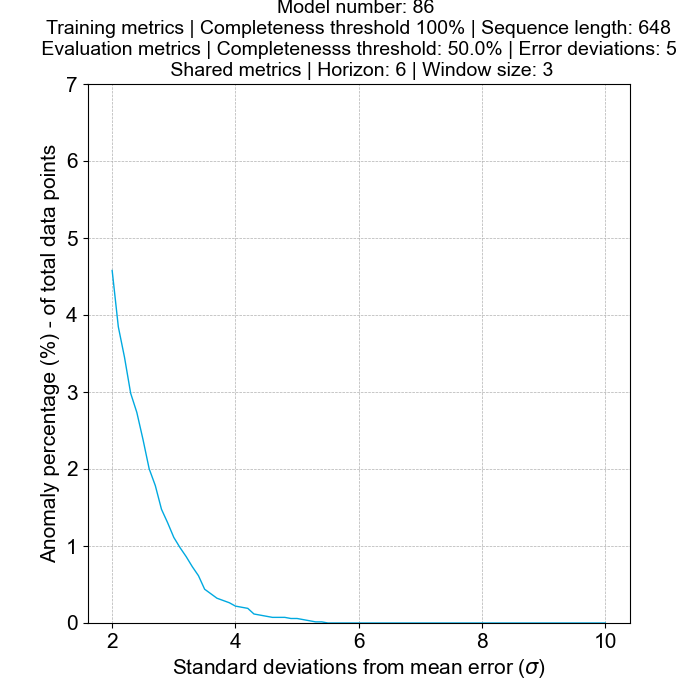 Model number: 86
Training metrics | Completeness threshold 100% | Sequence length: 648
Evaluation metrics | Completenesss threshold: 50.0% | Error deviations: 5
Shared metrics | Horizon: 6 | Window size: 3
7
6
5
4
3
2
1
0
Anomaly percentage (%) - of total data points
2 4 6 8 10
Standard deviations from mean error (σ)